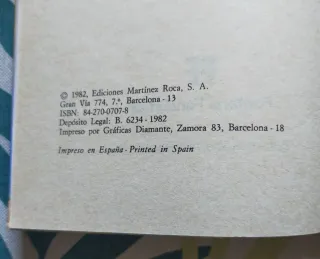 © 1982, Ediciones Martínez Roca, S. A.
Gran Vía 774, 7.º, Barcelona - 13
ISBN: 84-270-0707-8
Depósito Legal: B. 6234 - 1982
Impreso por Gráficas Diamante, Zamora 83, Barcelona - 18
Impreso en España - Printed in Spain